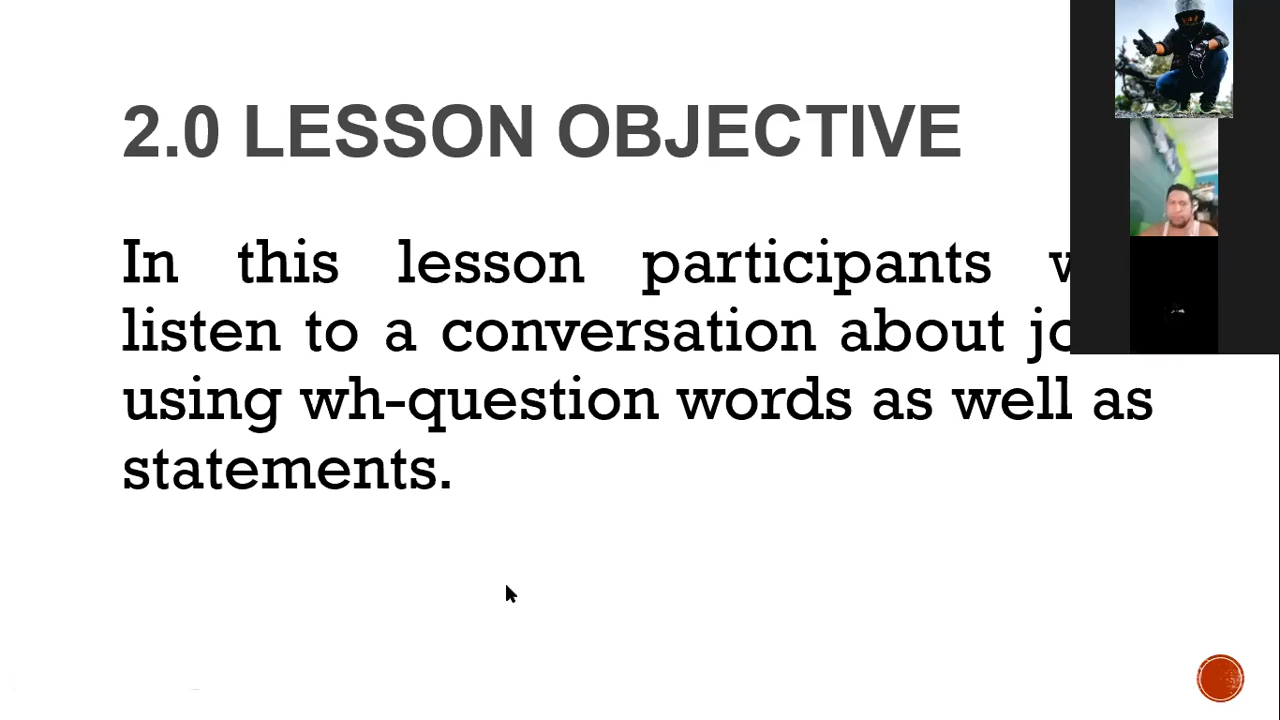 2.0 LESSON OBJECTIVE
In this lesson participants
listen to a conversation about
using wh-question words as well as
statements.